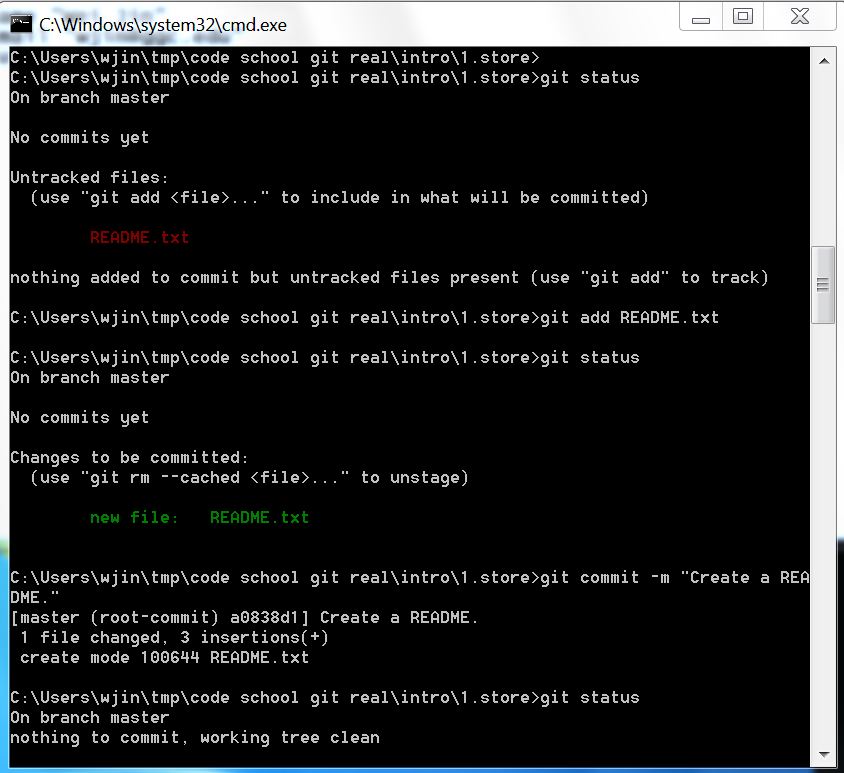 C:\Windows\system32\cmd.exe
C:\Users\wjin\tmp\code school git real\intro\1.store>
C:\Users\wjin\tmp\code school git real\intro\1.store>git status
On branch master
No commits yet
Untracked files:
(use "git add <file>..." to include in what will be committed)
README.txt
nothing added to commit but untracked files present (use "git add" to track)
C:\Users\wjin\tmp\code school git real\intro\1.store>git add README.txt
C:\Users\wjin\tmp\code school git real\intro\1.store>git status
On branch master
No commits yet
Changes to be committed:
(use "git rm --cached <file>..." to unstage)
new file:   README.txt
C:\Users\wjin\tmp\code school git real\intro\1.store>git commit -m "Create a REA
DME."
[master (root-commit) a0838d1] Create a README.
1 file changed, 3 insertions(+)
create mode 100644 README.txt
C:\Users\wjin\tmp\code school git real\intro\1.store>git status
On branch master
nothing to commit, working tree clean